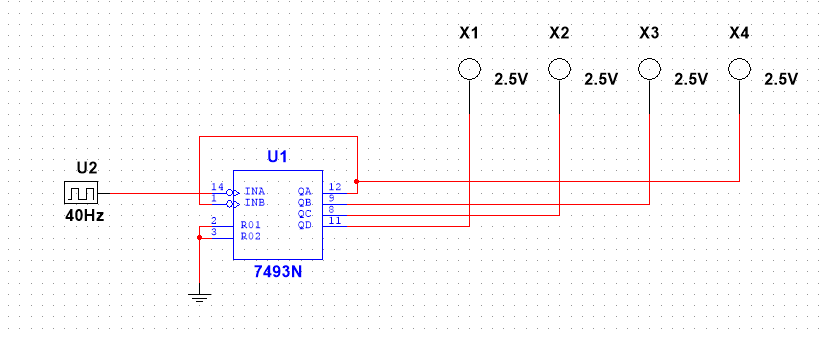 X1 X2 X3 X4
2.5V 2.5V 2.5V 2.5V
U2 U1
40Hz
14 INA QA 12
1 INB QB 9
QC 8
2 R01 QD 11
3 R02
7493N